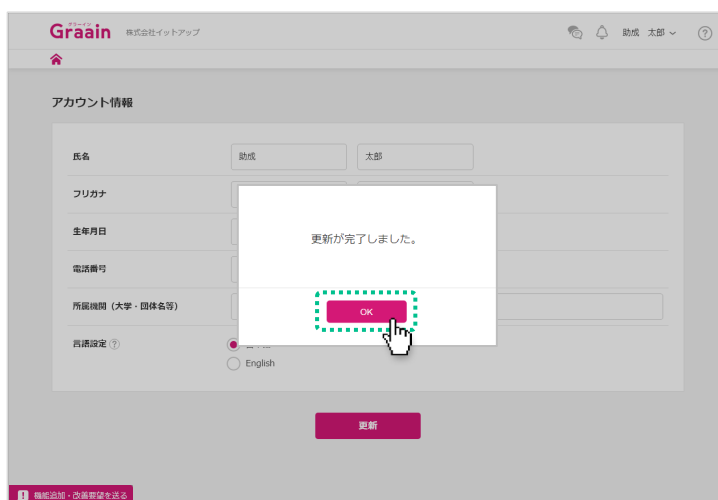 グラーイン
Graain 株式会社イットアップ
助成 太郎
アカウント情報
氏名 助成 太郎
フリガナ
生年月日
更新が完了しました。
電話番号
所属機関（大学・団体名等）
OK
言語設定 ?
English
更新
! 機能追加・改善要望を送る